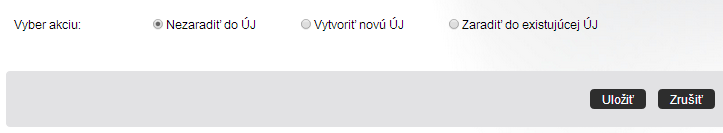 Vyber akciu: Nezaradiť do ÚJ Vytvoriť novú ÚJ Zaradiť do existujúcej ÚJ
Uložiť Zrušiť